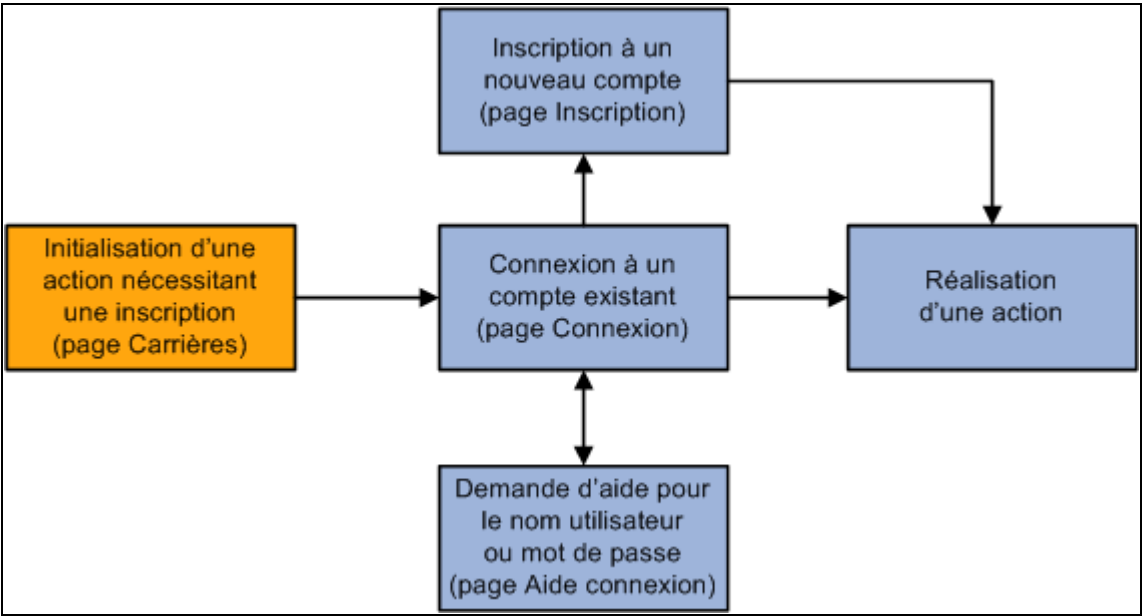 Inscription à un
nouveau compte
(page Inscription)
Initialisation d'une
action nécessitant
une inscription
(page Carrières)
Connexion à un
compte existant
(page Connexion)
Réalisation
d'une action
Demande d'aide pour
le nom utilisateur
ou mot de passe
(page Aide connexion)